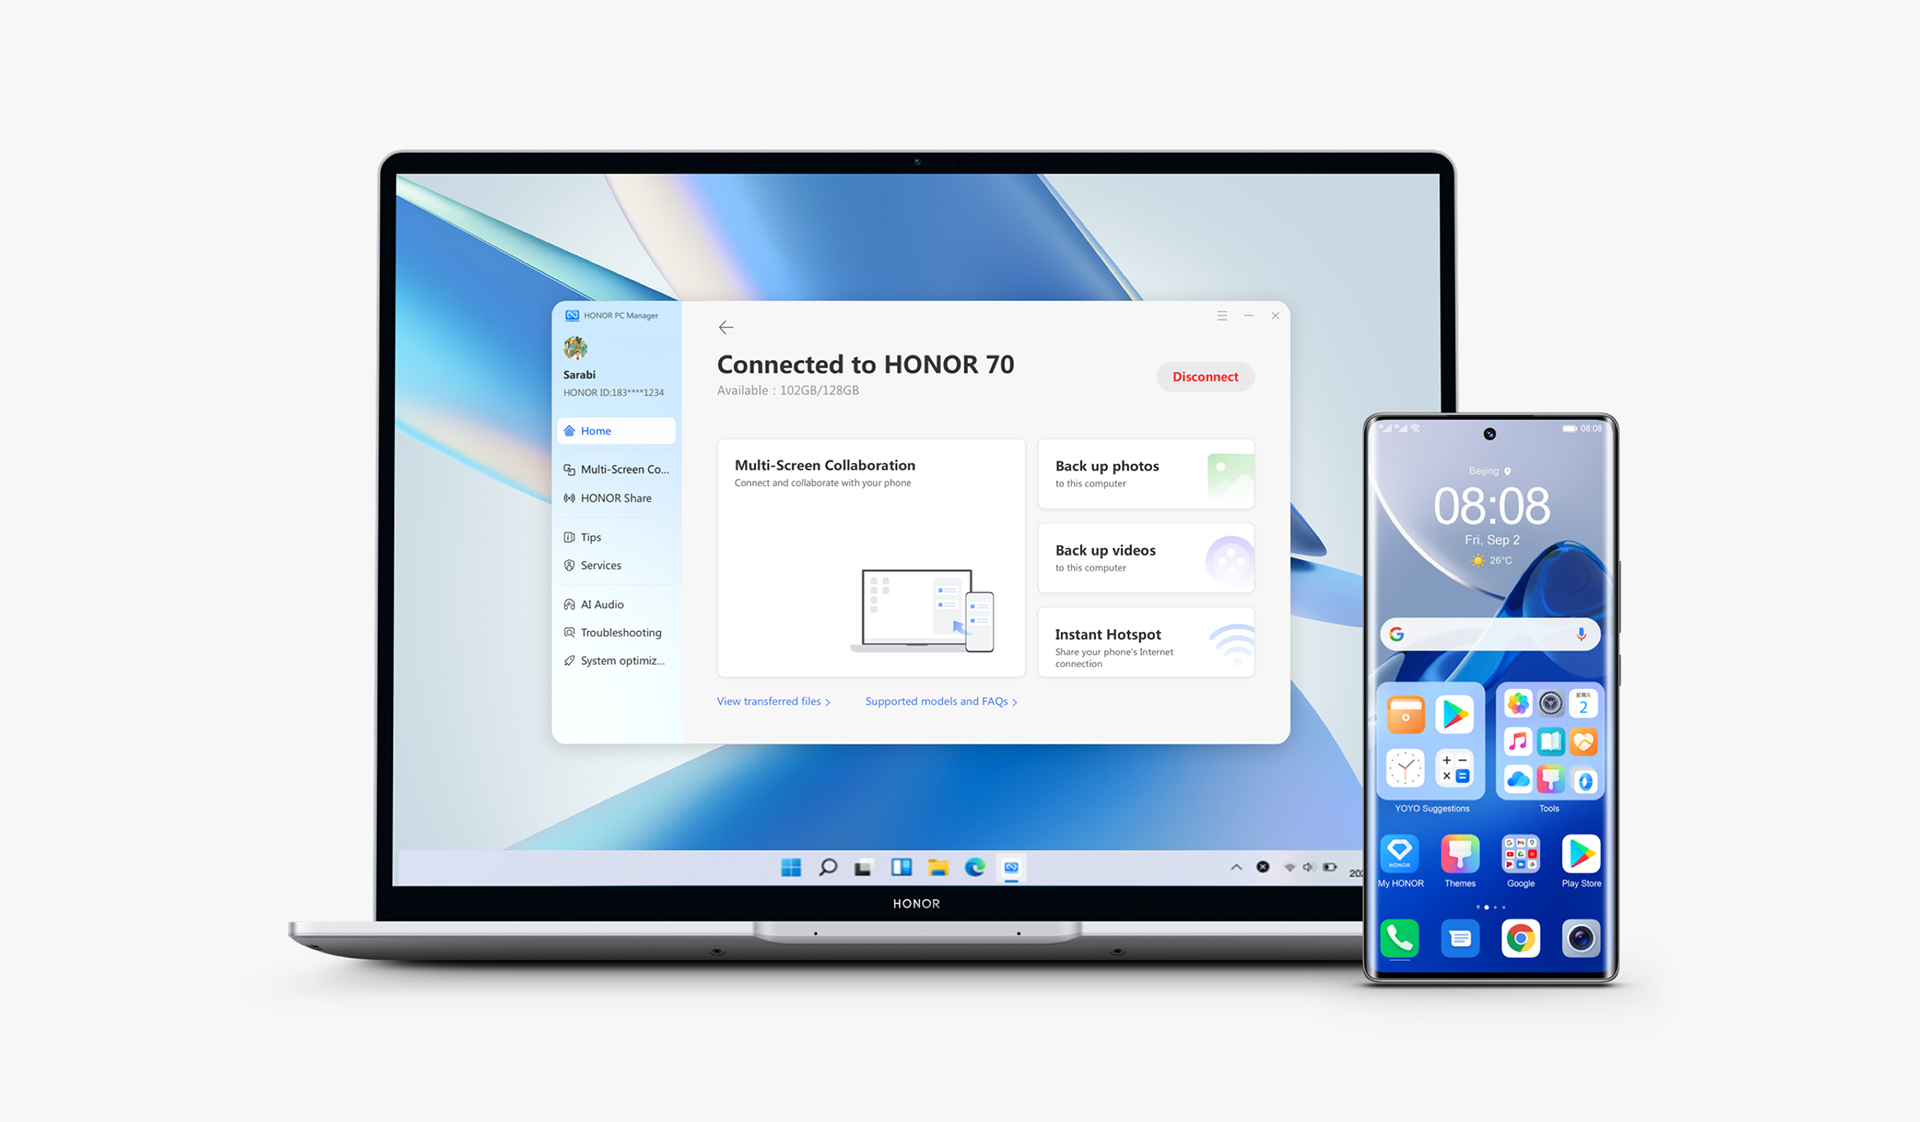 HONOR PC Manager
Sarabi
HONOR ID:183****1234
Home
Multi-Screen Co...
HONOR Share
Tips
Services
AI Audio
Troubleshooting
System optimiz...
Connected to HONOR 70
Available : 102GB/128GB
Disconnect
Multi-Screen Collaboration
Connect and collaborate with your phone
Back up photos
to this computer
Back up videos
to this computer
Instant Hotspot
Share your phone's Internet
connection
View transferred files
Supported models and FAQs
HONOR
08:08
Beijing
08:08
Fri, Sep 2
26°C
2
YOYO Suggestions
Tools
HONOR
My HONOR
Themes
Google
Play Store